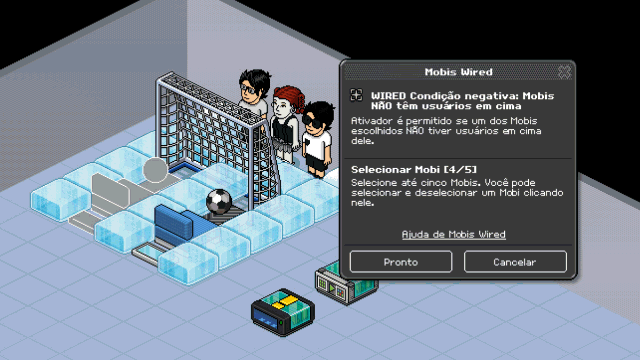 Mobis Wired
WIRED Condição negativa: Mobis
NÃO têm usuários em cima
Ativador é permitido se um dos Mobis
escolhidos NÃO tiver usuários em cima
dele.
Selecionar Mobi [4/5]
Selecione até cinco Mobis. Você pode
selecionar e deselecionar um Mobi clicando
nele.
Ajuda de Mobis Wired
Pronto
Cancelar